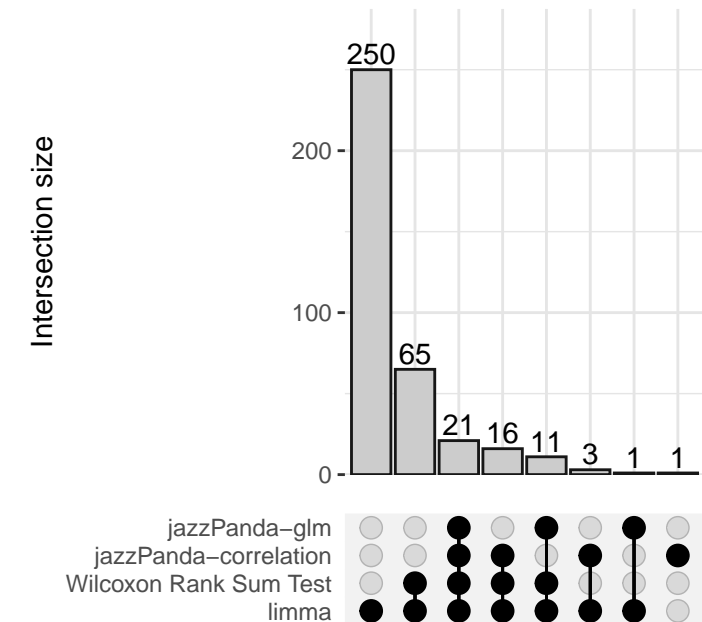 250
200
Intersection size
100
65
21
16
11
3
1
1
0
jazzPanda−glm
jazzPanda−correlation
Wilcoxon Rank Sum Test
limma